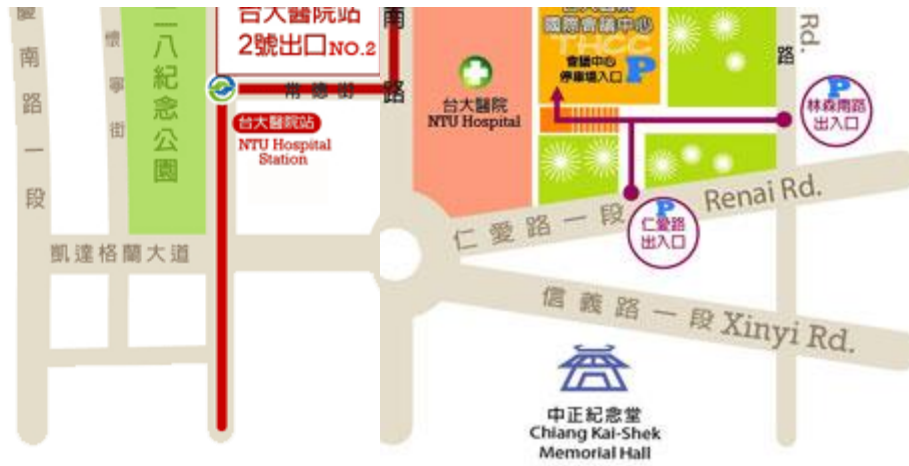 台大醫院站
2號出口NO.2
台大醫院
國際會議中心
THCC
會議中心
停車場入口 P
Rd.
路
南
路
慶南路一段
懷寧街
二八紀念公園
常德街
台大醫院站
NTU Hospital
Station
台大醫院
NTU Hospital
P
林森南路
出入口
P
仁愛路
出入口
仁愛路一段 Renai Rd.
凱達格蘭大道
信義路一段 Xinyi Rd.
中正紀念堂
Chiang Kai-Shek
Memorial Hall